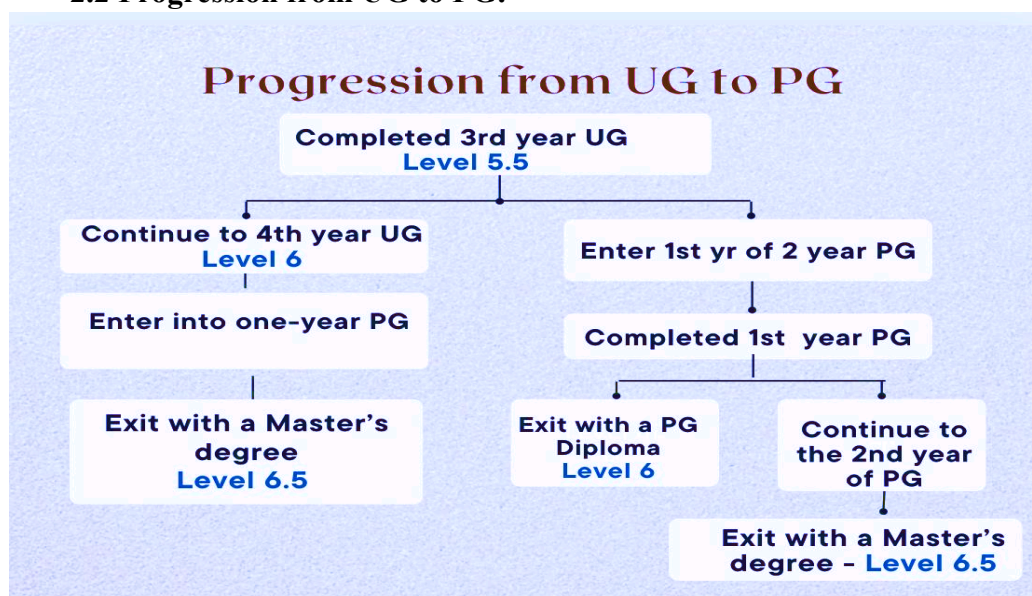 2.2 Progression from UG to PG:
Progression from UG to PG
Completed 3rd year UG
Level 5.5
Continue to 4th year UG
Level 6
Enter 1st yr of 2 year PG
Enter into one-year PG
Completed 1st year PG
Exit with a Master's
degree
Level 6.5
Exit with a PG
Diploma
Level 6
Continue to
the 2nd year
of PG
Exit with a Master's
degree - Level 6.5